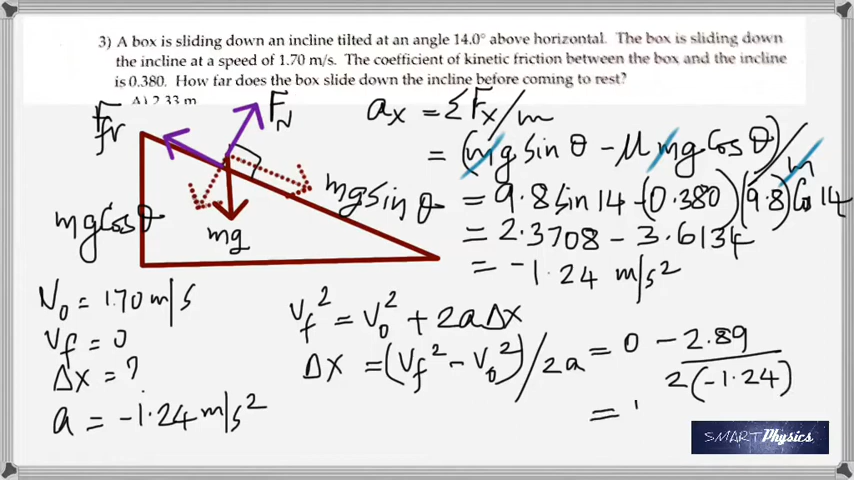 3) A box is sliding down an incline tilted at an angle 14.0° above horizontal. The box is sliding down
the incline at a speed of 1.70 m/s. The coefficient of kinetic friction between the box and the incline
is 0.380. How far does the box slide down the incline before coming to rest?
A) 2.33 m
Ffr
FN
ax = ΣFx/m
= (mg sin θ - μ mg cos θ)/m
mg sin θ
= 9.8 sin 14 - (0.380)(9.8) Cos 14
mg cos θ
mg
= 2.3708 - 3.6134
= -1.24 m/s²
V₀ = 1.70 m/s
Vf = 0
Δx = ?
a = -1.24 m/s²
Vf² = V₀² + 2aΔx
Δx = (Vf² - V₀²)/2a = 0 - 2.89
2(-1.24)
=
SMART Physics